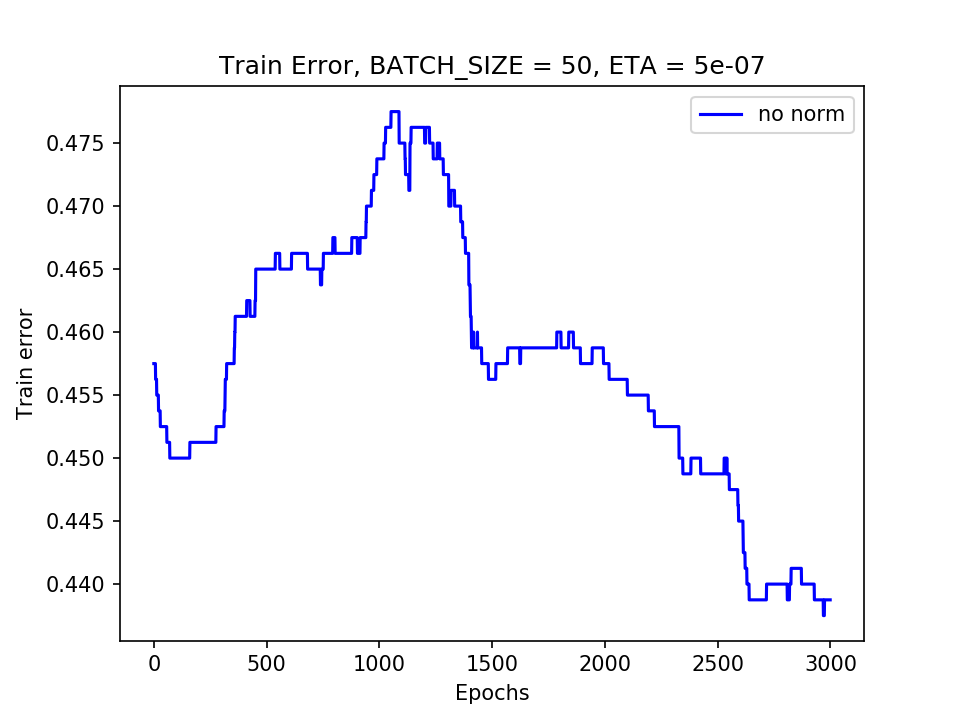 Train Error, BATCH_SIZE = 50, ETA = 5e-07
no norm
0.475
0.470
0.465
0.460
0.455
0.450
0.445
0.440
Train error
0 500 1000 1500 2000 2500 3000
Epochs